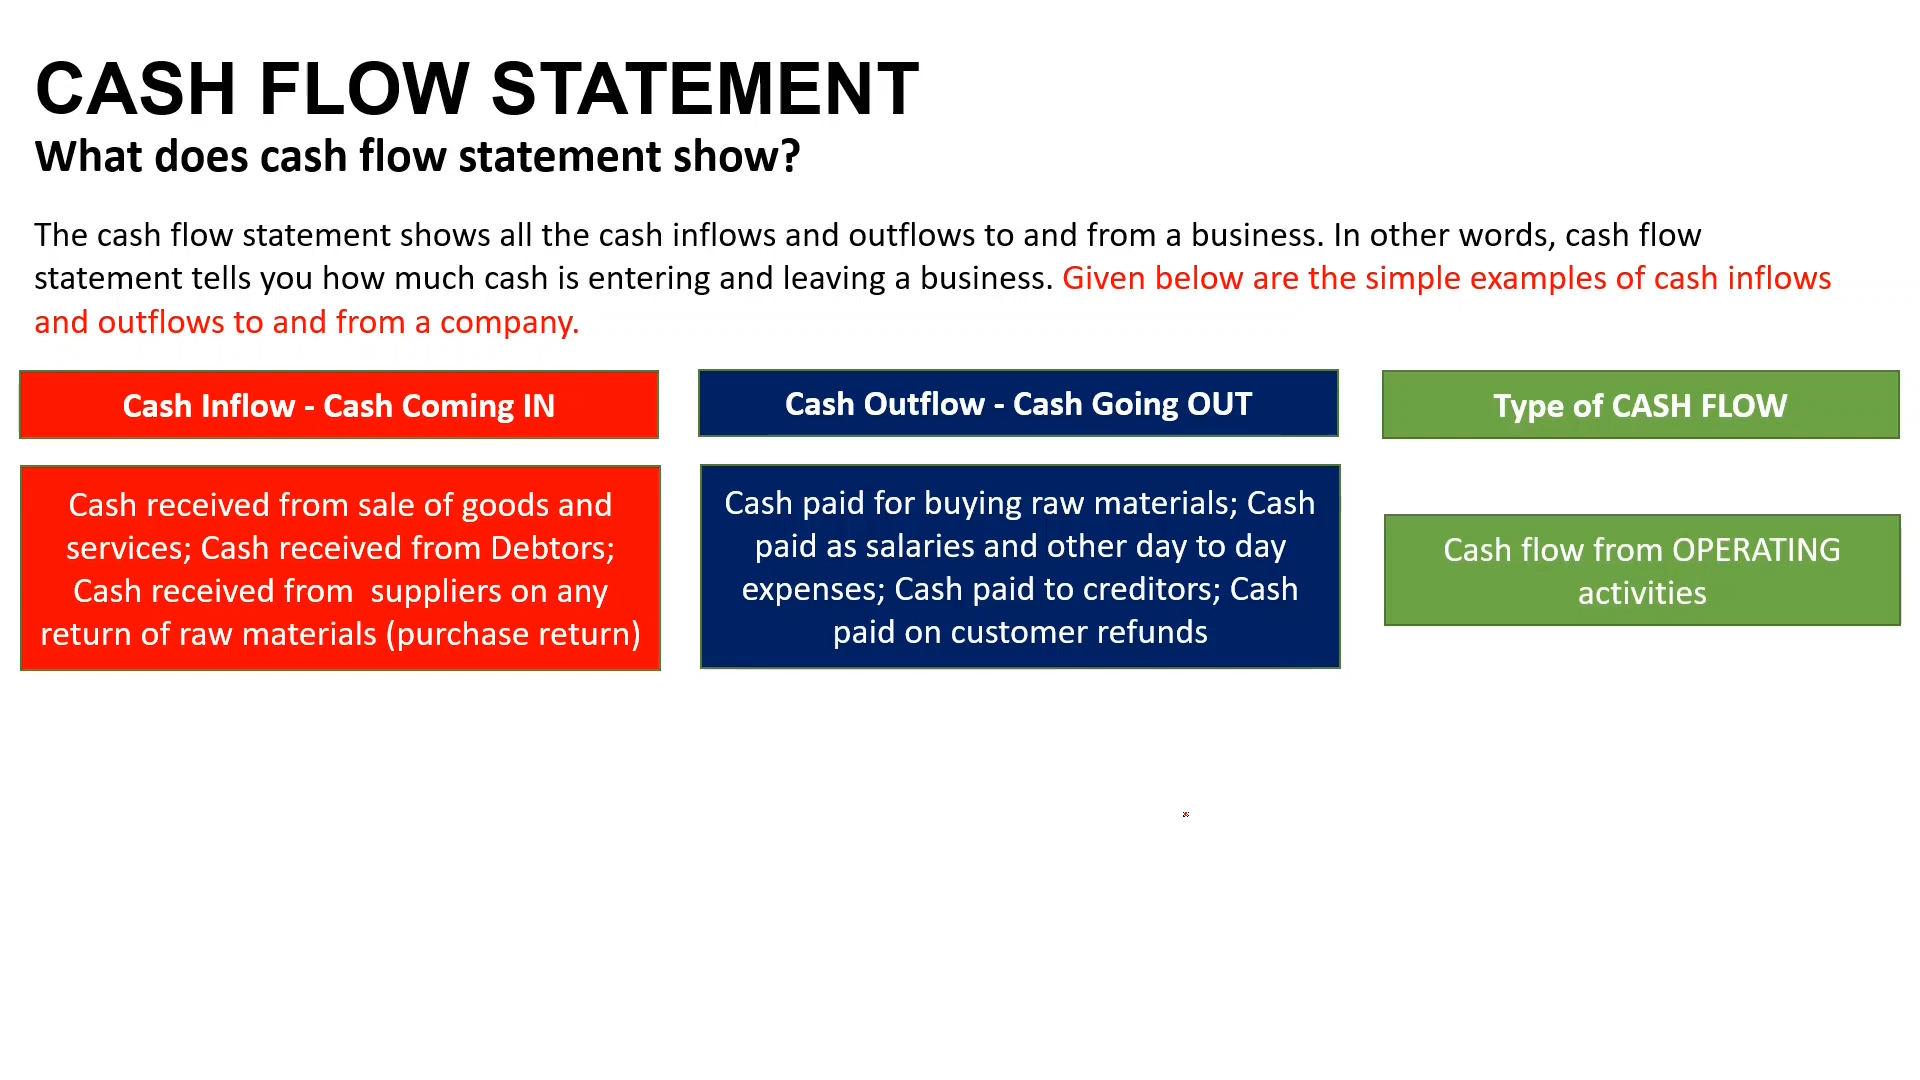 CASH FLOW STATEMENT
What does cash flow statement show?
The cash flow statement shows all the cash inflows and outflows to and from a business. In other words, cash flow
statement tells you how much cash is entering and leaving a business. Given below are the simple examples of cash inflows
and outflows to and from a company.
Cash Inflow - Cash Coming IN
Cash Outflow - Cash Going OUT
Type of CASH FLOW
Cash received from sale of goods and
services; Cash received from Debtors;
Cash received from  suppliers on any
return of raw materials (purchase return)
Cash paid for buying raw materials; Cash
paid as salaries and other day to day
expenses; Cash paid to creditors; Cash
paid on customer refunds
Cash flow from OPERATING
activities